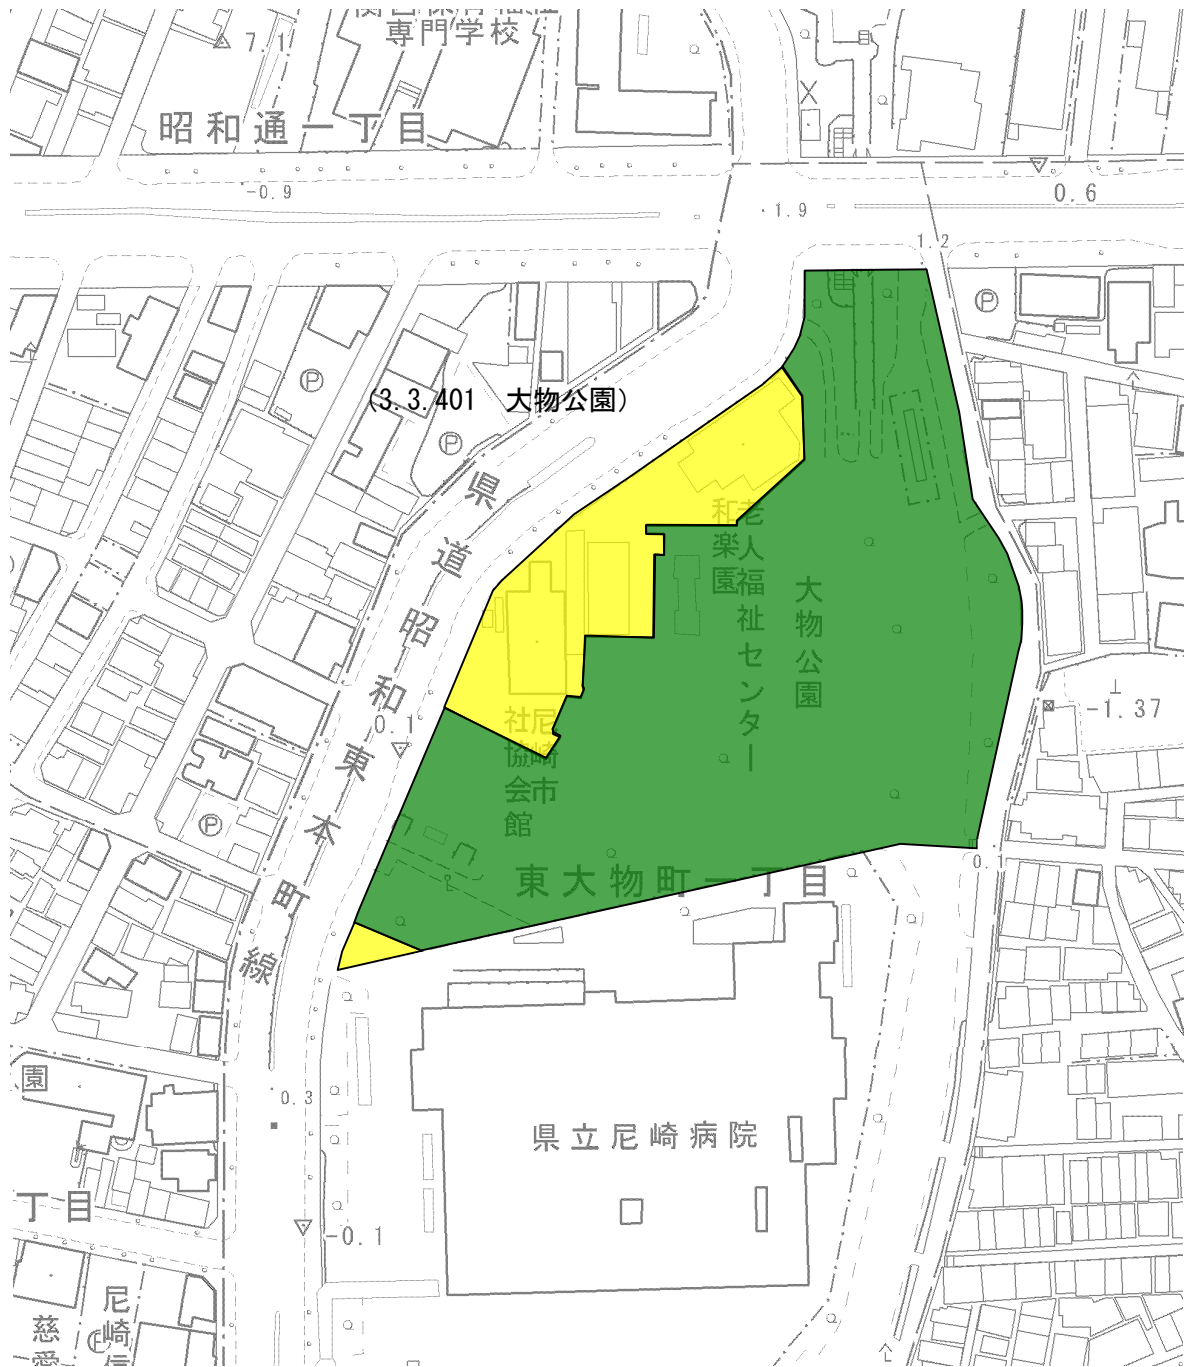 専門学校
7.1
昭和通一丁目
-0.9
1.9
0.6
1.2
P
P
P
(3.3.401 大物公園)
県道昭和東本町線
老人福祉センター
和楽園
大物公園
0.1
-1.37
尼崎市
社協会館
P
東大物町一丁目
0.1
園
0.3
県立尼崎病院
丁目
-0.1
尼崎信
慈愛